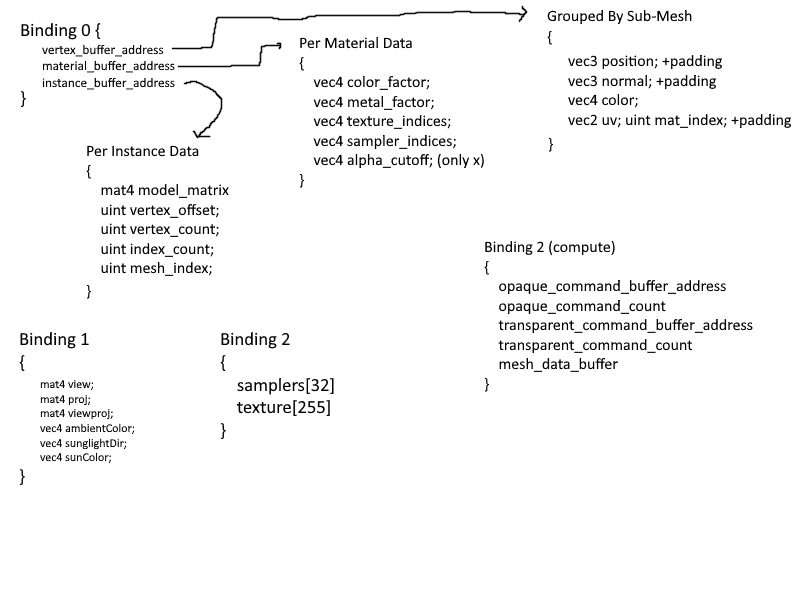 Binding 0 {
vertex_buffer_address
material_buffer_address
instance_buffer_address
}
Grouped By Sub-Mesh
{
vec3 position; +padding
vec3 normal; +padding
vec4 color;
vec2 uv; uint mat_index; +padding
}
Per Material Data
{
vec4 color_factor;
vec4 metal_factor;
vec4 texture_indices;
vec4 sampler_indices;
vec4 alpha_cutoff; (only x)
}
Per Instance Data
{
mat4 model_matrix
uint vertex_offset;
uint vertex_count;
uint index_count;
uint mesh_index;
}
Binding 2 (compute)
{
opaque_command_buffer_address
opaque_command_count
transparent_command_buffer_address
transparent_command_count
mesh_data_buffer
}
Binding 1
{
mat4 view;
mat4 proj;
mat4 viewproj;
vec4 ambientColor;
vec4 sunglightDir;
vec4 sunColor;
}
Binding 2
{
samplers[32]
texture[255]
}